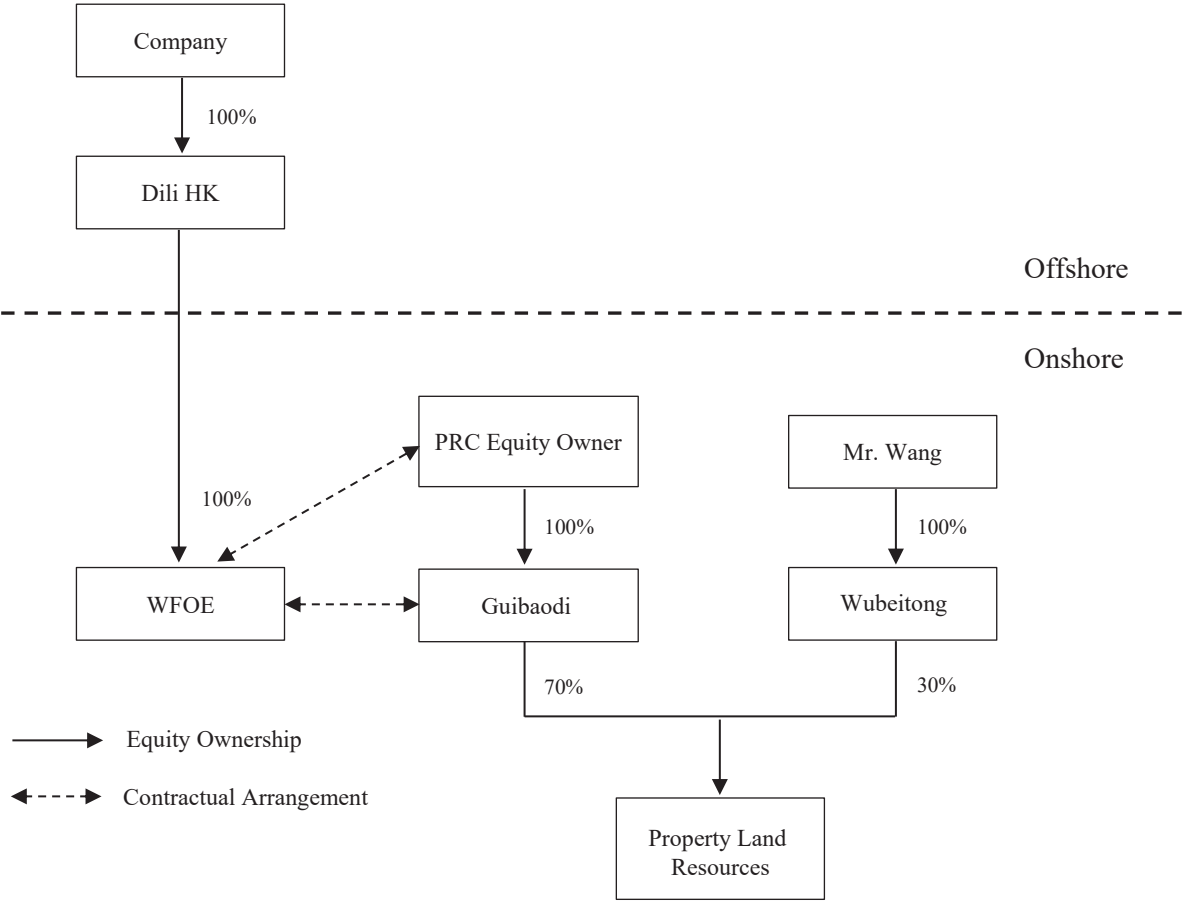 Company
100%
Dili HK
Offshore
Onshore
PRC Equity Owner
Mr. Wang
100%
100%
100%
WFOE
Guibaodi
Wubeitong
70%
30%
Equity Ownership
Contractual Arrangement
Property Land
Resources